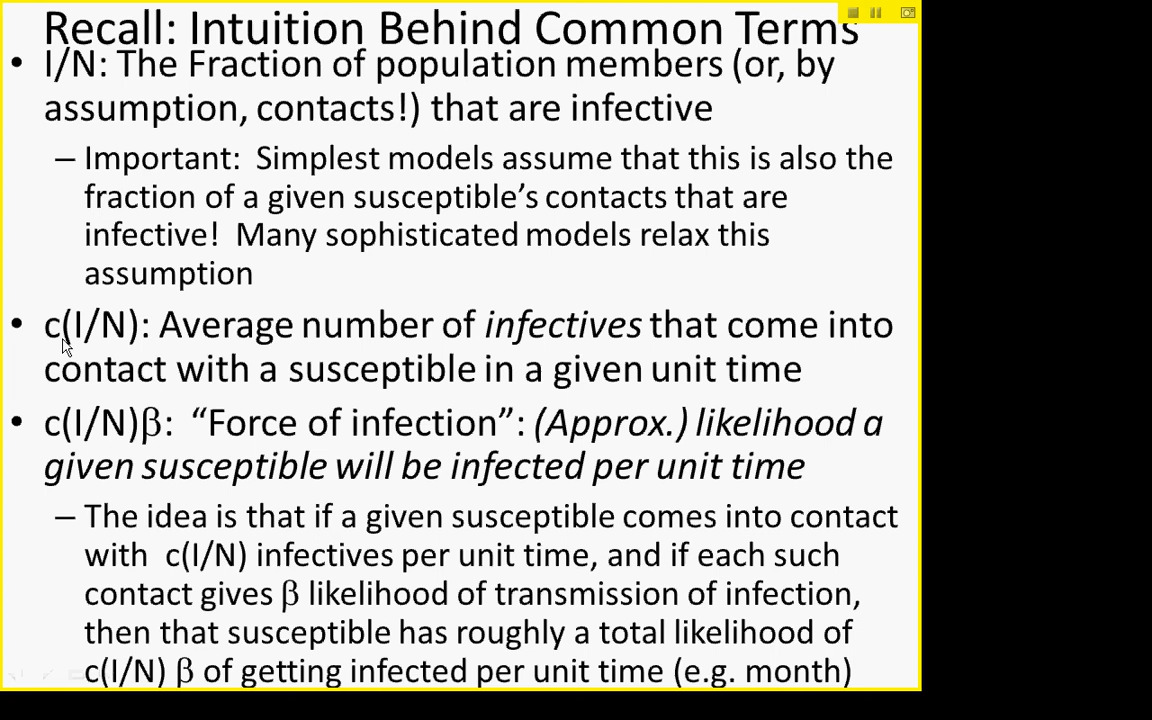 Recall: Intuition Behind Common Terms
• I/N: The Fraction of population members (or, by
assumption, contacts!) that are infective
– Important: Simplest models assume that this is also the
fraction of a given susceptible’s contacts that are
infective! Many sophisticated models relax this
assumption
• c(I/N): Average number of infectives that come into
contact with a susceptible in a given unit time
• c(I/N)β: “Force of infection”: (Approx.) likelihood a
given susceptible will be infected per unit time
– The idea is that if a given susceptible comes into contact
with c(I/N) infectives per unit time, and if each such
contact gives β likelihood of transmission of infection,
then that susceptible has roughly a total likelihood of
c(I/N) β of getting infected per unit time (e.g. month)